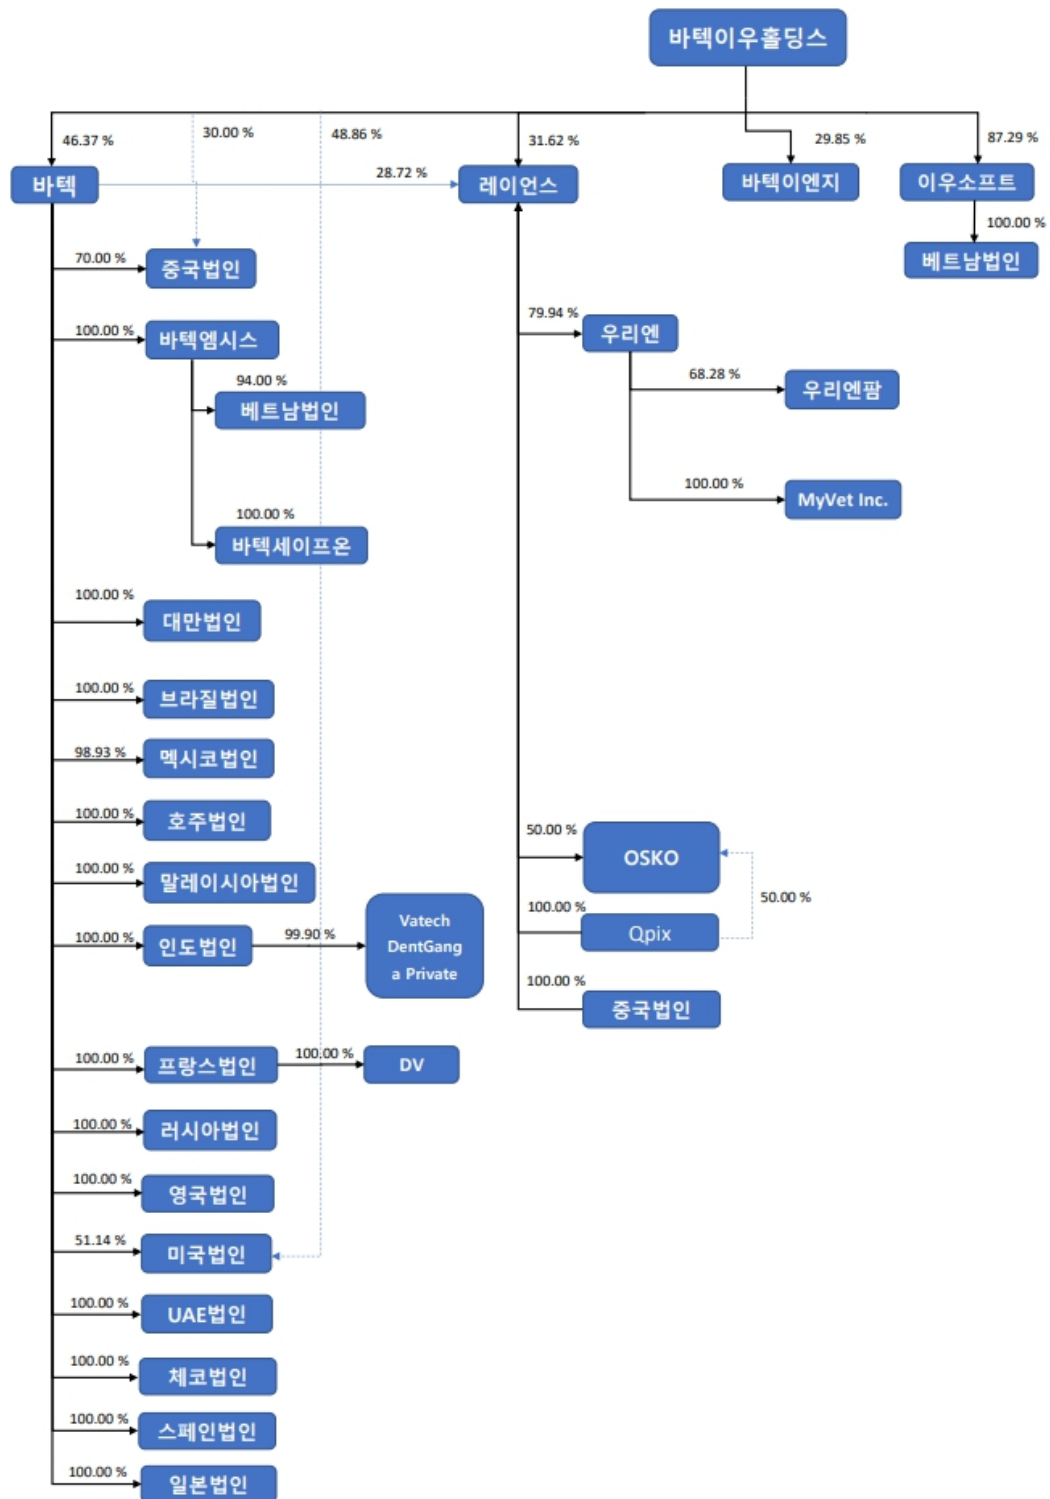 바텍이우홀딩스
46.37 %
30.00 %
48.86 %
31.62 %
29.85 %
87.29 %
바텍
28.72 %
레이언스
바텍이엔지
이우소프트
100.00 %
70.00 %
중국법인
베트남법인
100.00 %
바텍엠시스
79.94 %
우리엔
94.00 %
베트남법인
68.28 %
우리엔팜
100.00 %
MyVet Inc.
100.00 %
바텍세이프온
100.00 %
대만법인
100.00 %
브라질법인
98.93 %
멕시코법인
100.00 %
호주법인
50.00 %
OSKO
100.00 %
말레이시아법인
50.00 %
100.00 %
인도법인
99.90 %
Vatech
DentGang
a Private
100.00 %
Qpix
100.00 %
중국법인
100.00 %
프랑스법인
100.00 %
DV
100.00 %
러시아법인
100.00 %
영국법인
51.14 %
미국법인
100.00 %
UAE법인
100.00 %
체코법인
100.00 %
스페인법인
100.00 %
일본법인